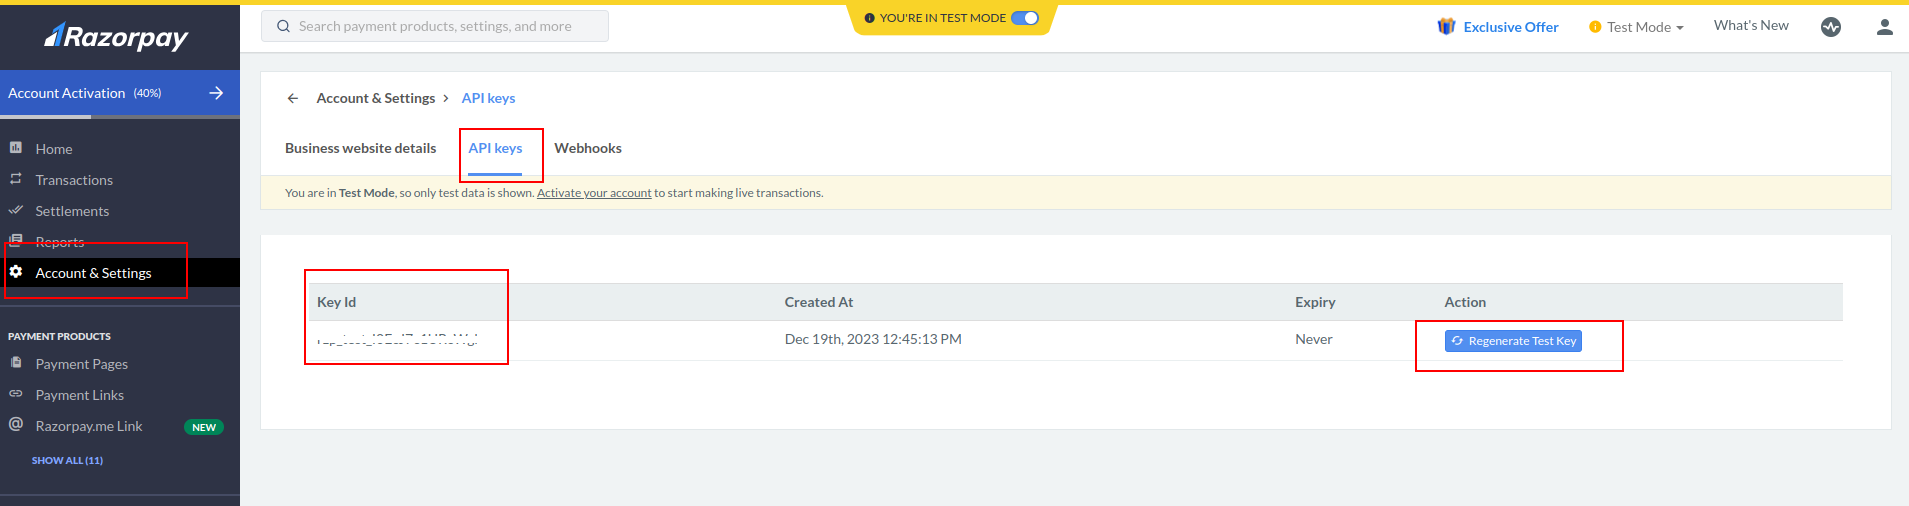 Razorpay
Search payment products, settings, and more
YOU'RE IN TEST MODE
Exclusive Offer
Test Mode
What's New
Account Activation (40%)
Home
Transactions
Settlements
Reports
Account & Settings
PAYMENT PRODUCTS
Payment Pages
Payment Links
@ Razorpay.me Link NEW
SHOW ALL (11)
Account & Settings > API keys
Business website details API keys Webhooks
You are in Test Mode, so only test data is shown. Activate your account to start making live transactions.
Key Id Created At Expiry Action
Dec 19th, 2023 12:45:13 PM Never Regenerate Test Key